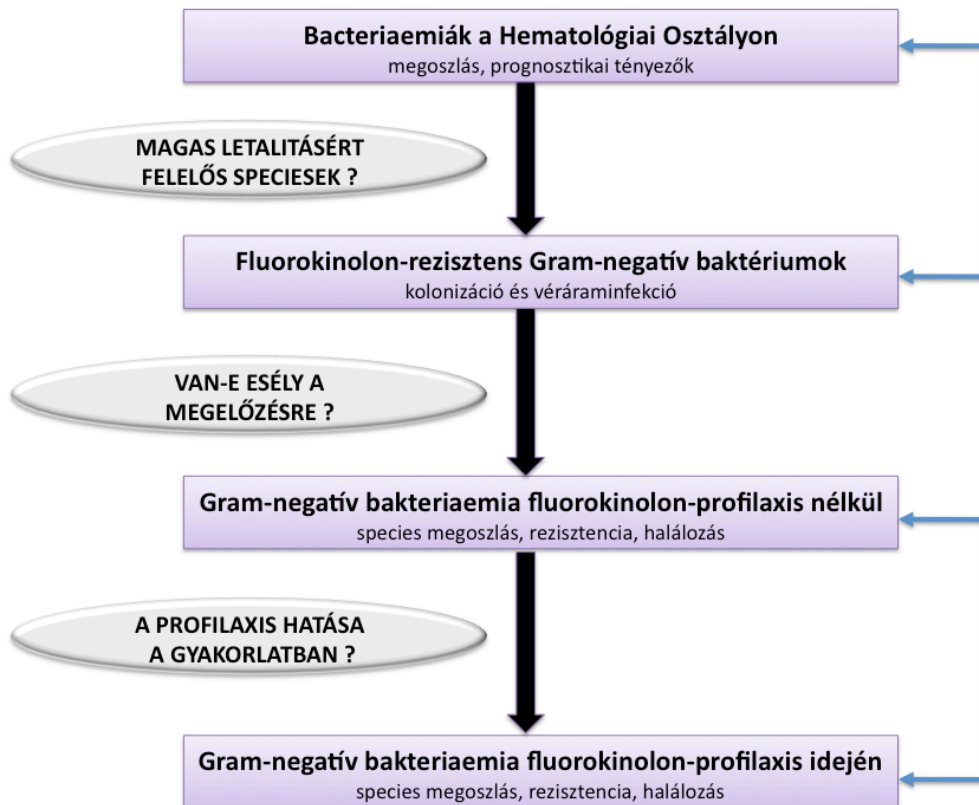 Bacteriaemiák a Hematológiai Osztályon
megoszlás, prognosztikai tényezők
MAGAS LETALITÁSÉRT
FELELŐS SPECIESEK ?
Fluorokinolon-rezisztens Gram-negatív baktériumok
kolonizáció és véráraminfekció
VAN-E ESÉLY A
MEGELŐZÉSRE ?
Gram-negatív bakteriaemia fluorokinolon-profilaxis nélkül
species megoszlás, rezisztencia, halálozás
A PROFILAXIS HATÁSA
A GYAKORLATBAN ?
Gram-negatív bakteriaemia fluorokinolon-profilaxis idején
species megoszlás, rezisztencia, halálozás